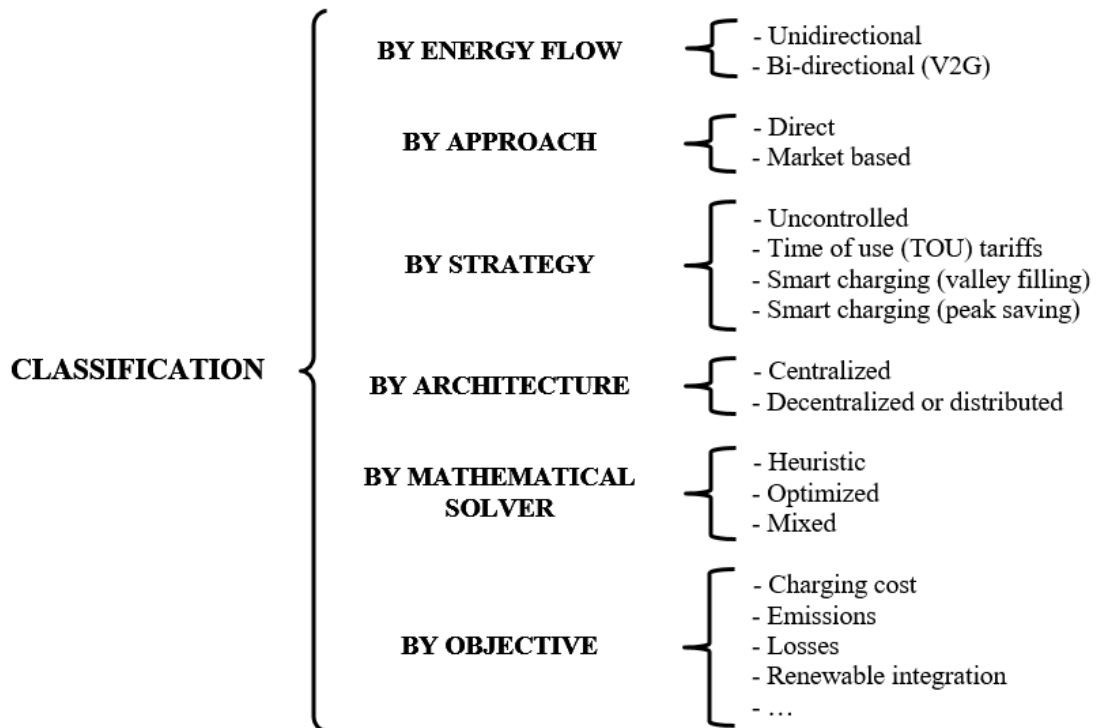 CLASSIFICATION
BY ENERGY FLOW
- Unidirectional
- Bi-directional (V2G)
BY APPROACH
- Direct
- Market based
BY STRATEGY
- Uncontrolled
- Time of use (TOU) tariffs
- Smart charging (valley filling)
- Smart charging (peak saving)
BY ARCHITECTURE
- Centralized
- Decentralized or distributed
BY MATHEMATICAL
SOLVER
- Heuristic
- Optimized
- Mixed
BY OBJECTIVE
- Charging cost
- Emissions
- Losses
- Renewable integration
- …